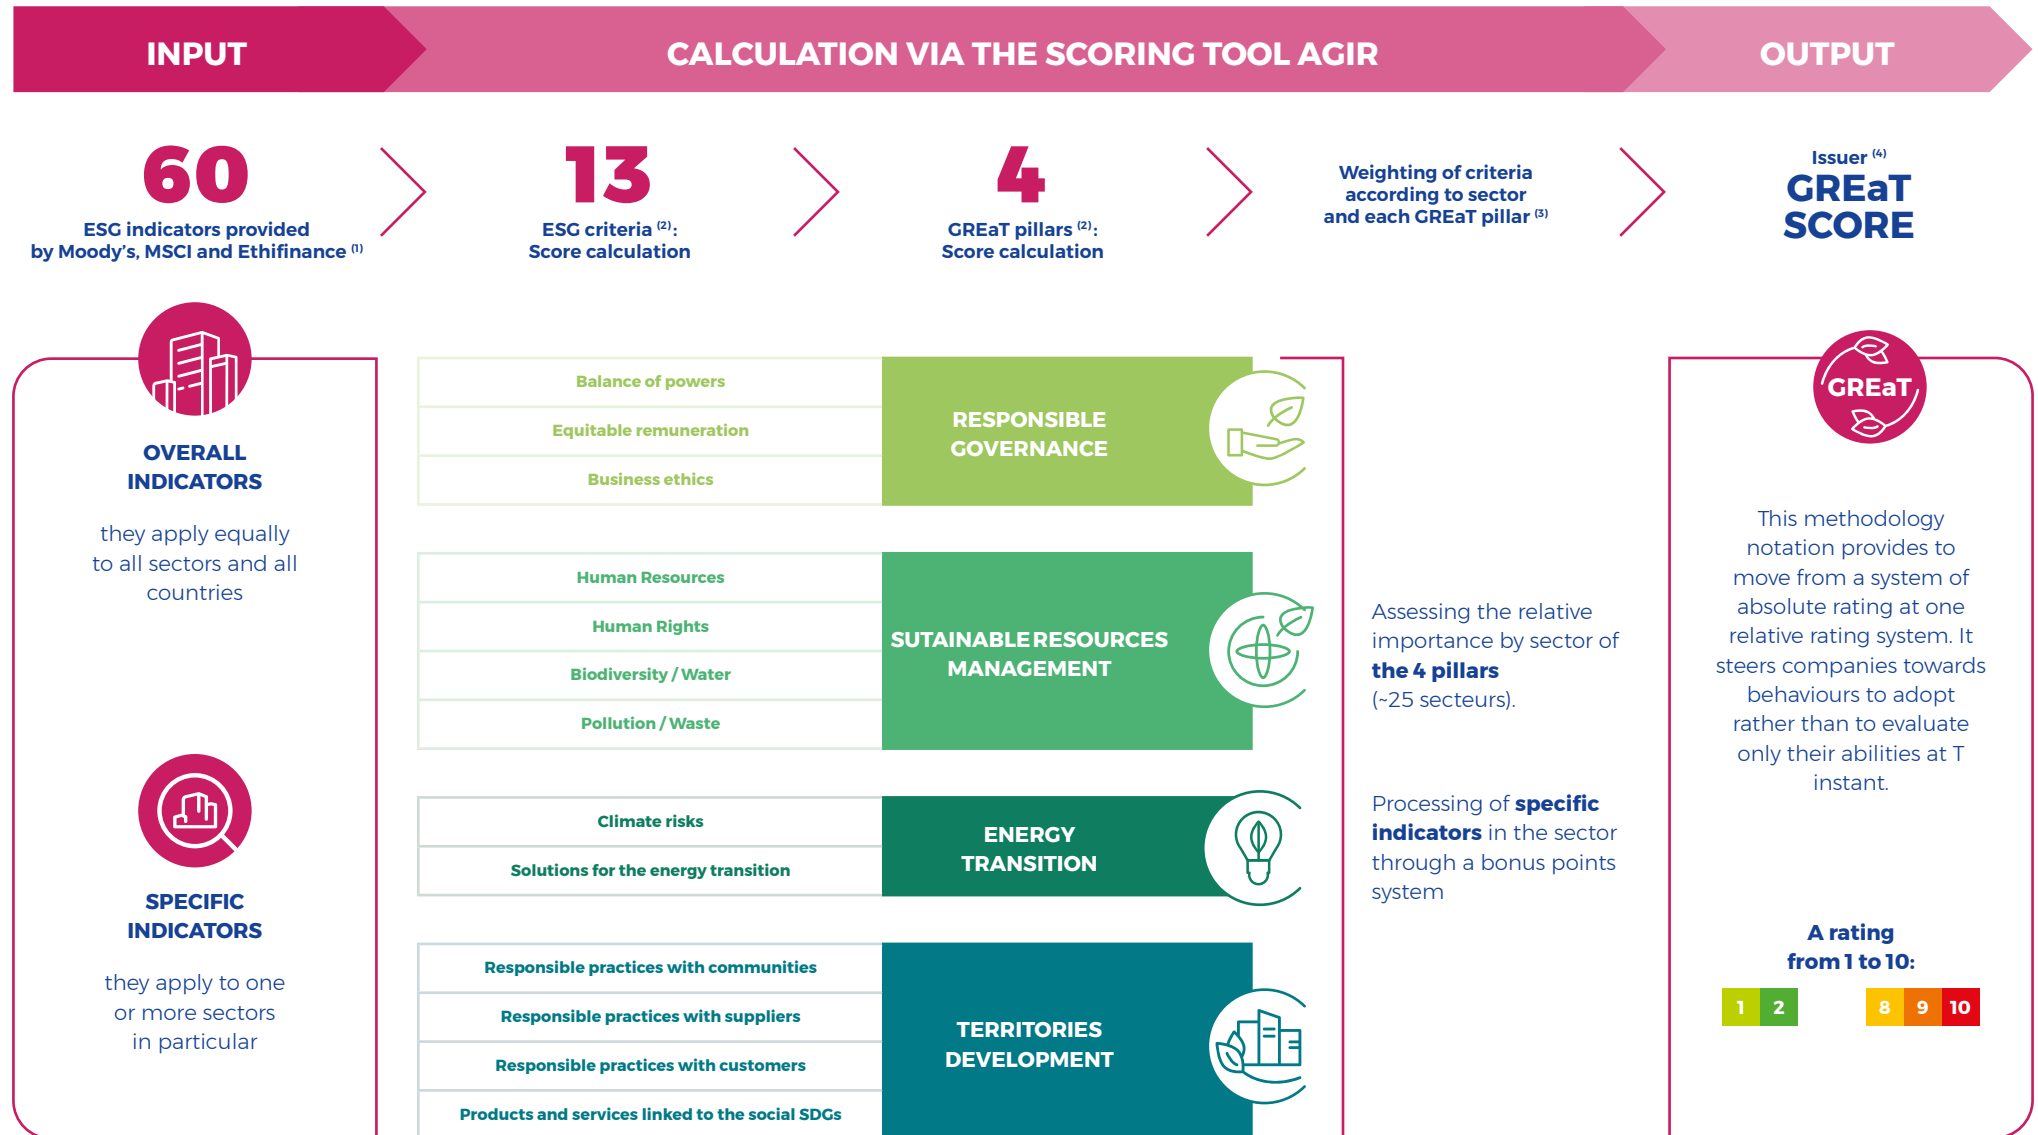 INPUT
CALCULATION VIA THE SCORING TOOL AGIR
OUTPUT
60
ESG indicators provided
by Moody's, MSCI and Ethifinance (1)
13
ESG criteria (2):
Score calculation
4
GREaT pillars (2):
Score calculation
Weighting of criteria
according to sector
and each GREaT pillar (3)
Issuer (4)
GREaT
SCORE
OVERALL
INDICATORS
they apply equally
to all sectors and all
countries
SPECIFIC
INDICATORS
they apply to one
or more sectors
in particular
Balance of powers
Equitable remuneration
Business ethics
RESPONSIBLE
GOVERNANCE
Human Resources
Human Rights
Biodiversity / Water
Pollution / Waste
SUTAINABLE RESOURCES
MANAGEMENT
Climate risks
Solutions for the energy transition
ENERGY
TRANSITION
Responsible practices with communities
Responsible practices with suppliers
Responsible practices with customers
Products and services linked to the social SDGs
TERRITORIES
DEVELOPMENT
Assessing the relative
importance by sector of
the 4 pillars
(~25 secteurs).
Processing of specific
indicators in the sector
through a bonus points
system
GREaT
This methodology
notation provides to
move from a system of
absolute rating at one
relative rating system. It
steers companies towards
behaviours to adopt
rather than to evaluate
only their abilities at T
instant.
A rating
from 1 to 10:
1 2 8 9 10